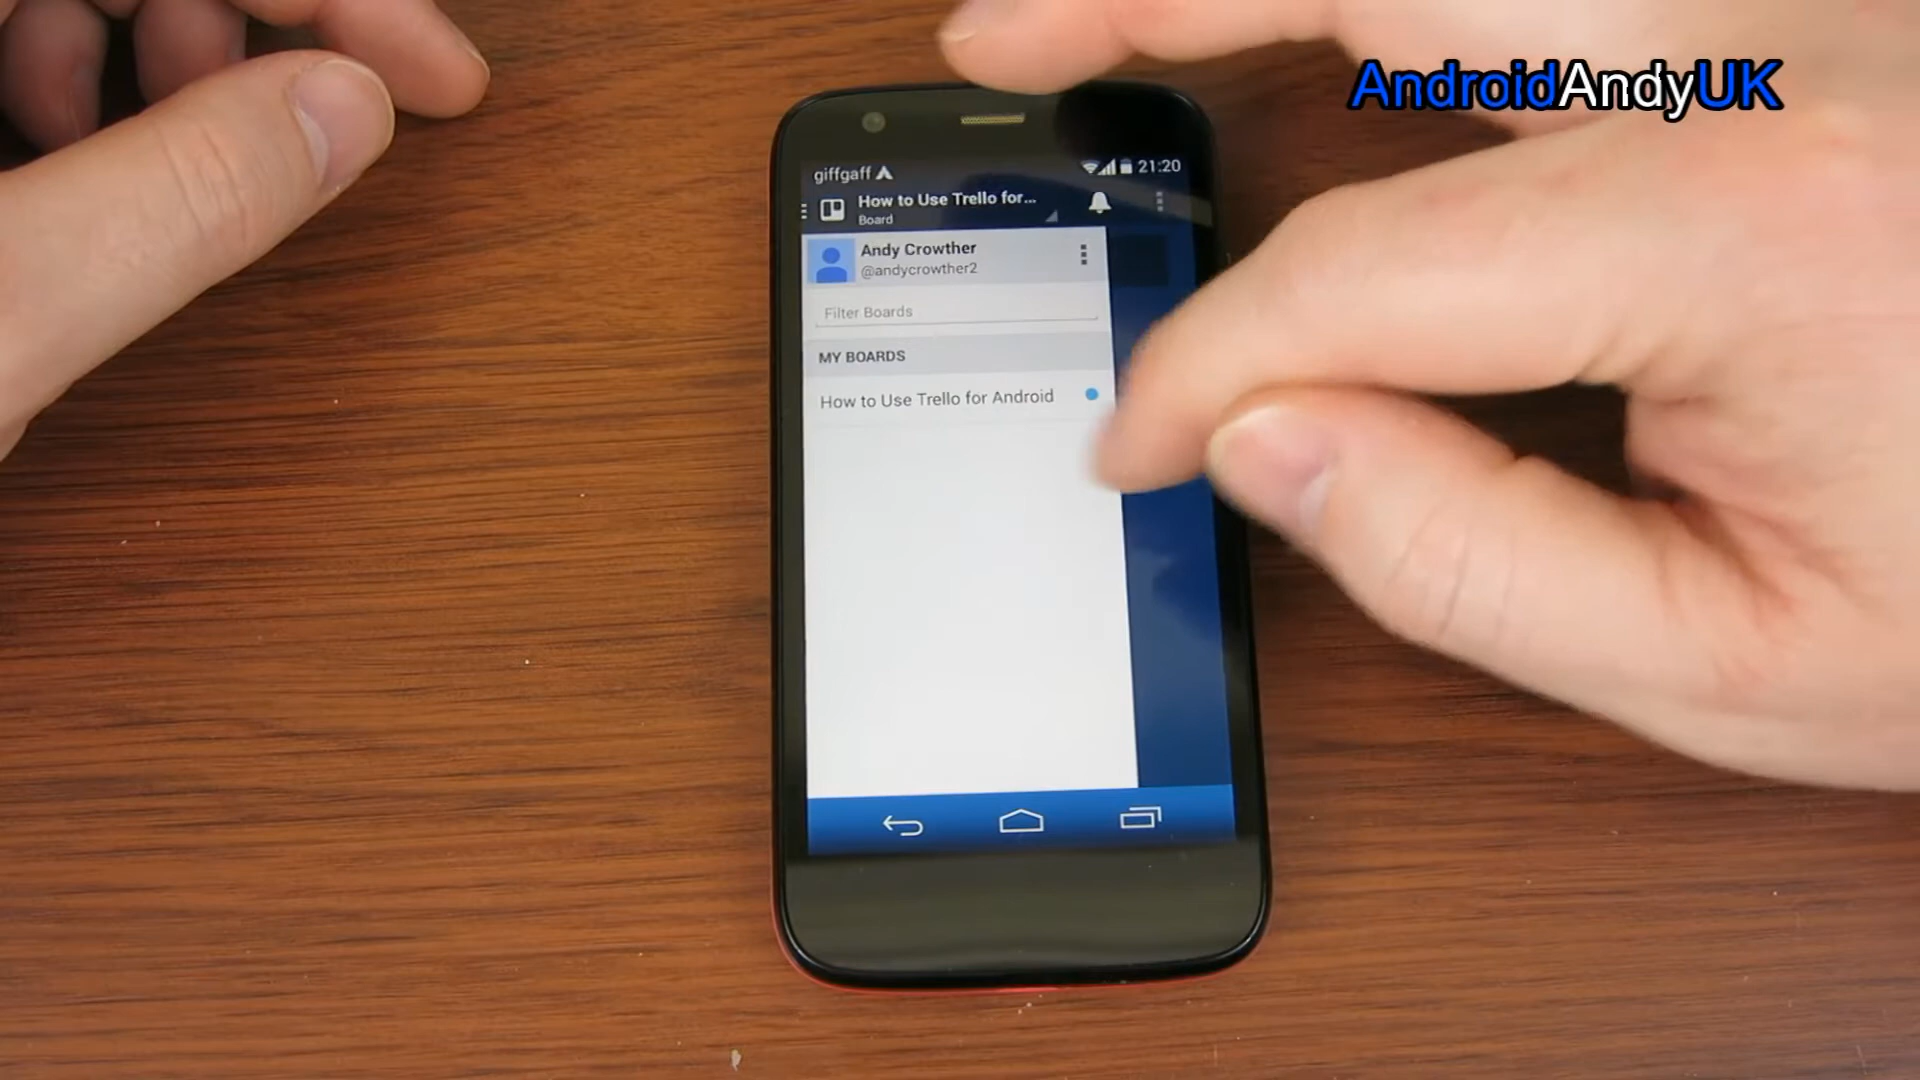 AndroidAndyUK
giffgaff
21:20
How to Use Trello for...
Board
Andy Crowther
@andycrowther2
Filter Boards
MY BOARDS
How to Use Trello for Android